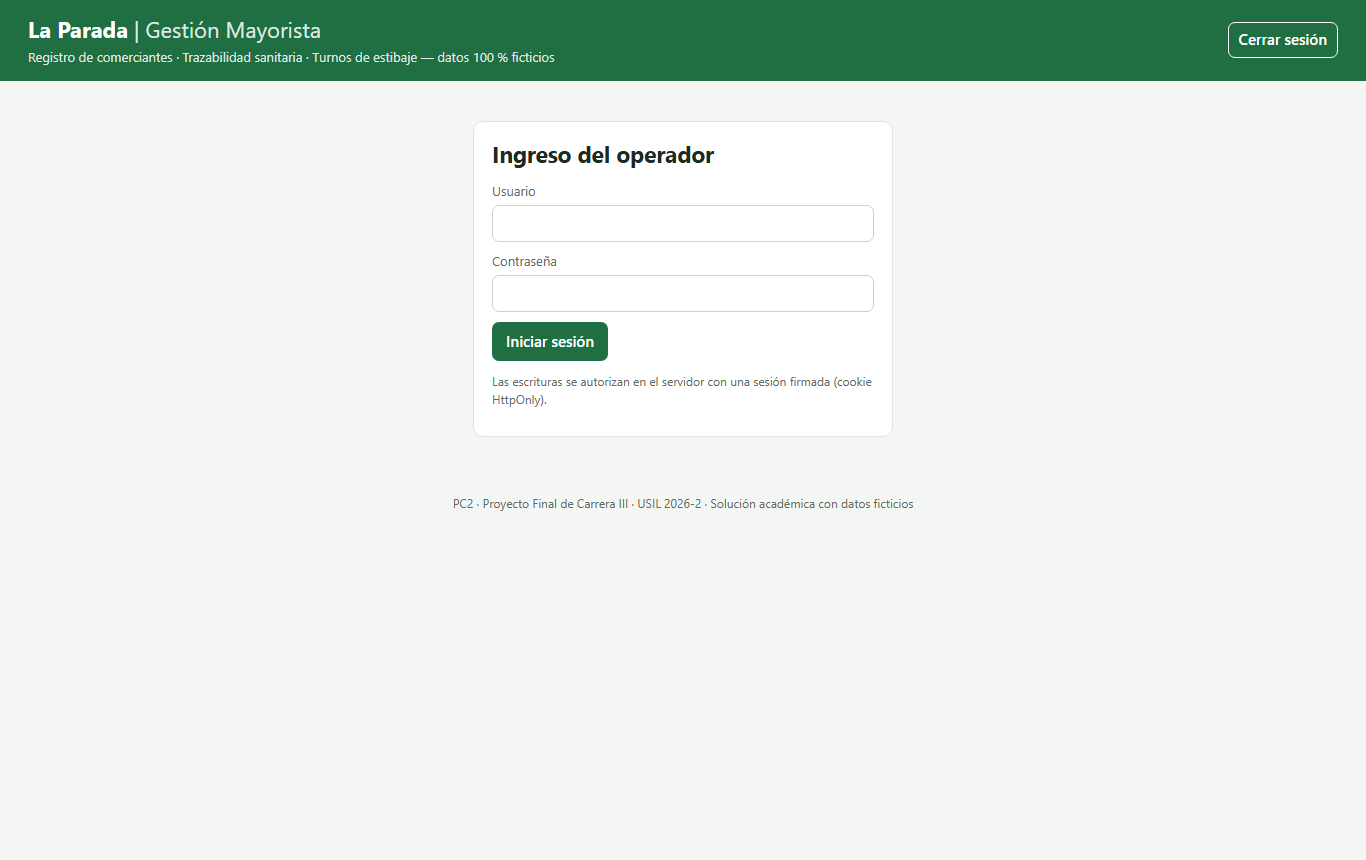 La Parada | Gestión Mayorista
Registro de comerciantes · Trazabilidad sanitaria · Turnos de estibaje — datos 100 % ficticios
Cerrar sesión
Ingreso del operador
Usuario
Contraseña
Iniciar sesión
Las escrituras se autorizan en el servidor con una sesión firmada (cookie
HttpOnly).
PC2 · Proyecto Final de Carrera III · USIL 2026-2 · Solución académica con datos ficticios